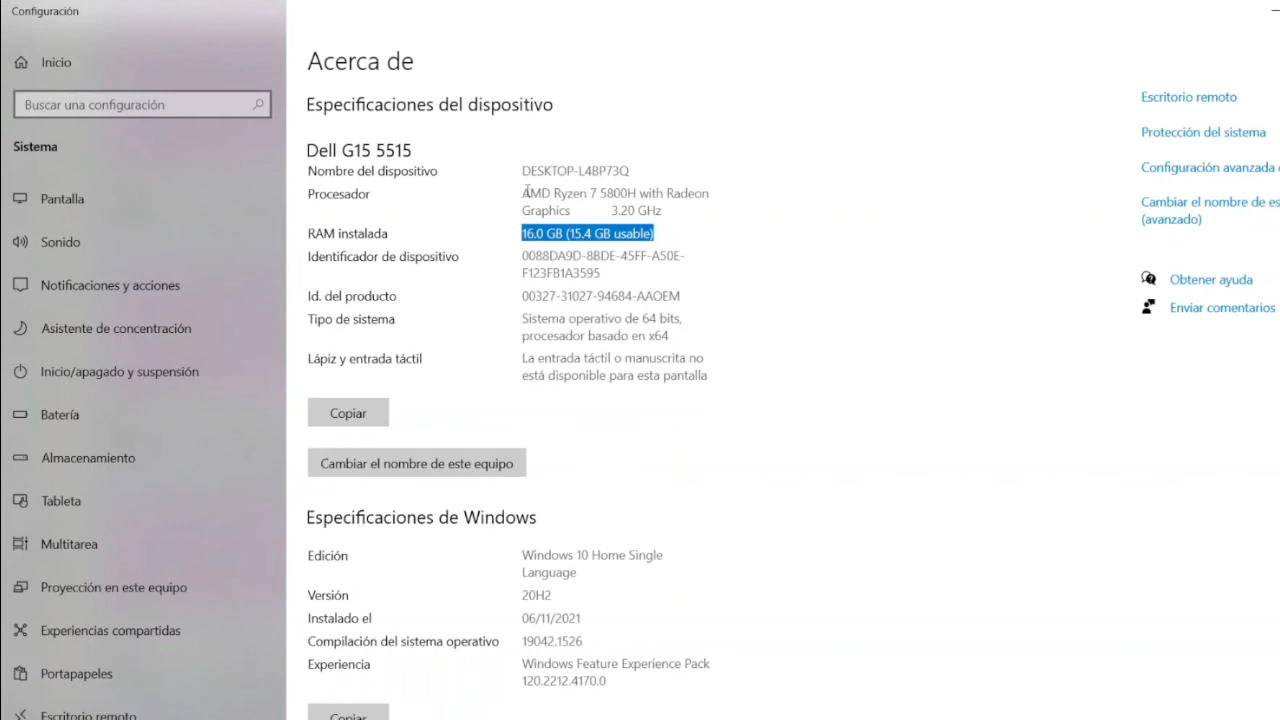 Configuración
Inicio
Buscar una configuración
Sistema
Pantalla
Sonido
Notificaciones y acciones
Asistente de concentración
Inicio/apagado y suspensión
Batería
Almacenamiento
Tableta
Multitarea
Proyección en este equipo
Experiencias compartidas
Portapapeles
Escritorio remoto
Acerca de
Especificaciones del dispositivo
Dell G15 5515
Nombre del dispositivo DESKTOP-L4BP73Q
Procesador AMD Ryzen 7 5800H with Radeon
Graphics 3.20 GHz
RAM instalada 16.0 GB (15.4 GB usable)
Identificador de dispositivo 0088DA9D-8BDE-45FF-A50E-
F123FB1A3595
Id. del producto 00327-31027-94684-AAOEM
Tipo de sistema Sistema operativo de 64 bits,
procesador basado en x64
Lápiz y entrada táctil La entrada táctil o manuscrita no
está disponible para esta pantalla
Copiar
Cambiar el nombre de este equipo
Especificaciones de Windows
Edición Windows 10 Home Single
Language
Versión 20H2
Instalado el 06/11/2021
Compilación del sistema operativo 19042.1526
Experiencia Windows Feature Experience Pack
120.2212.4170.0
Copiar
Escritorio remoto
Protección del sistema
Configuración avanzada
Cambiar el nombre de es
(avanzado)
Obtener ayuda
Enviar comentarios